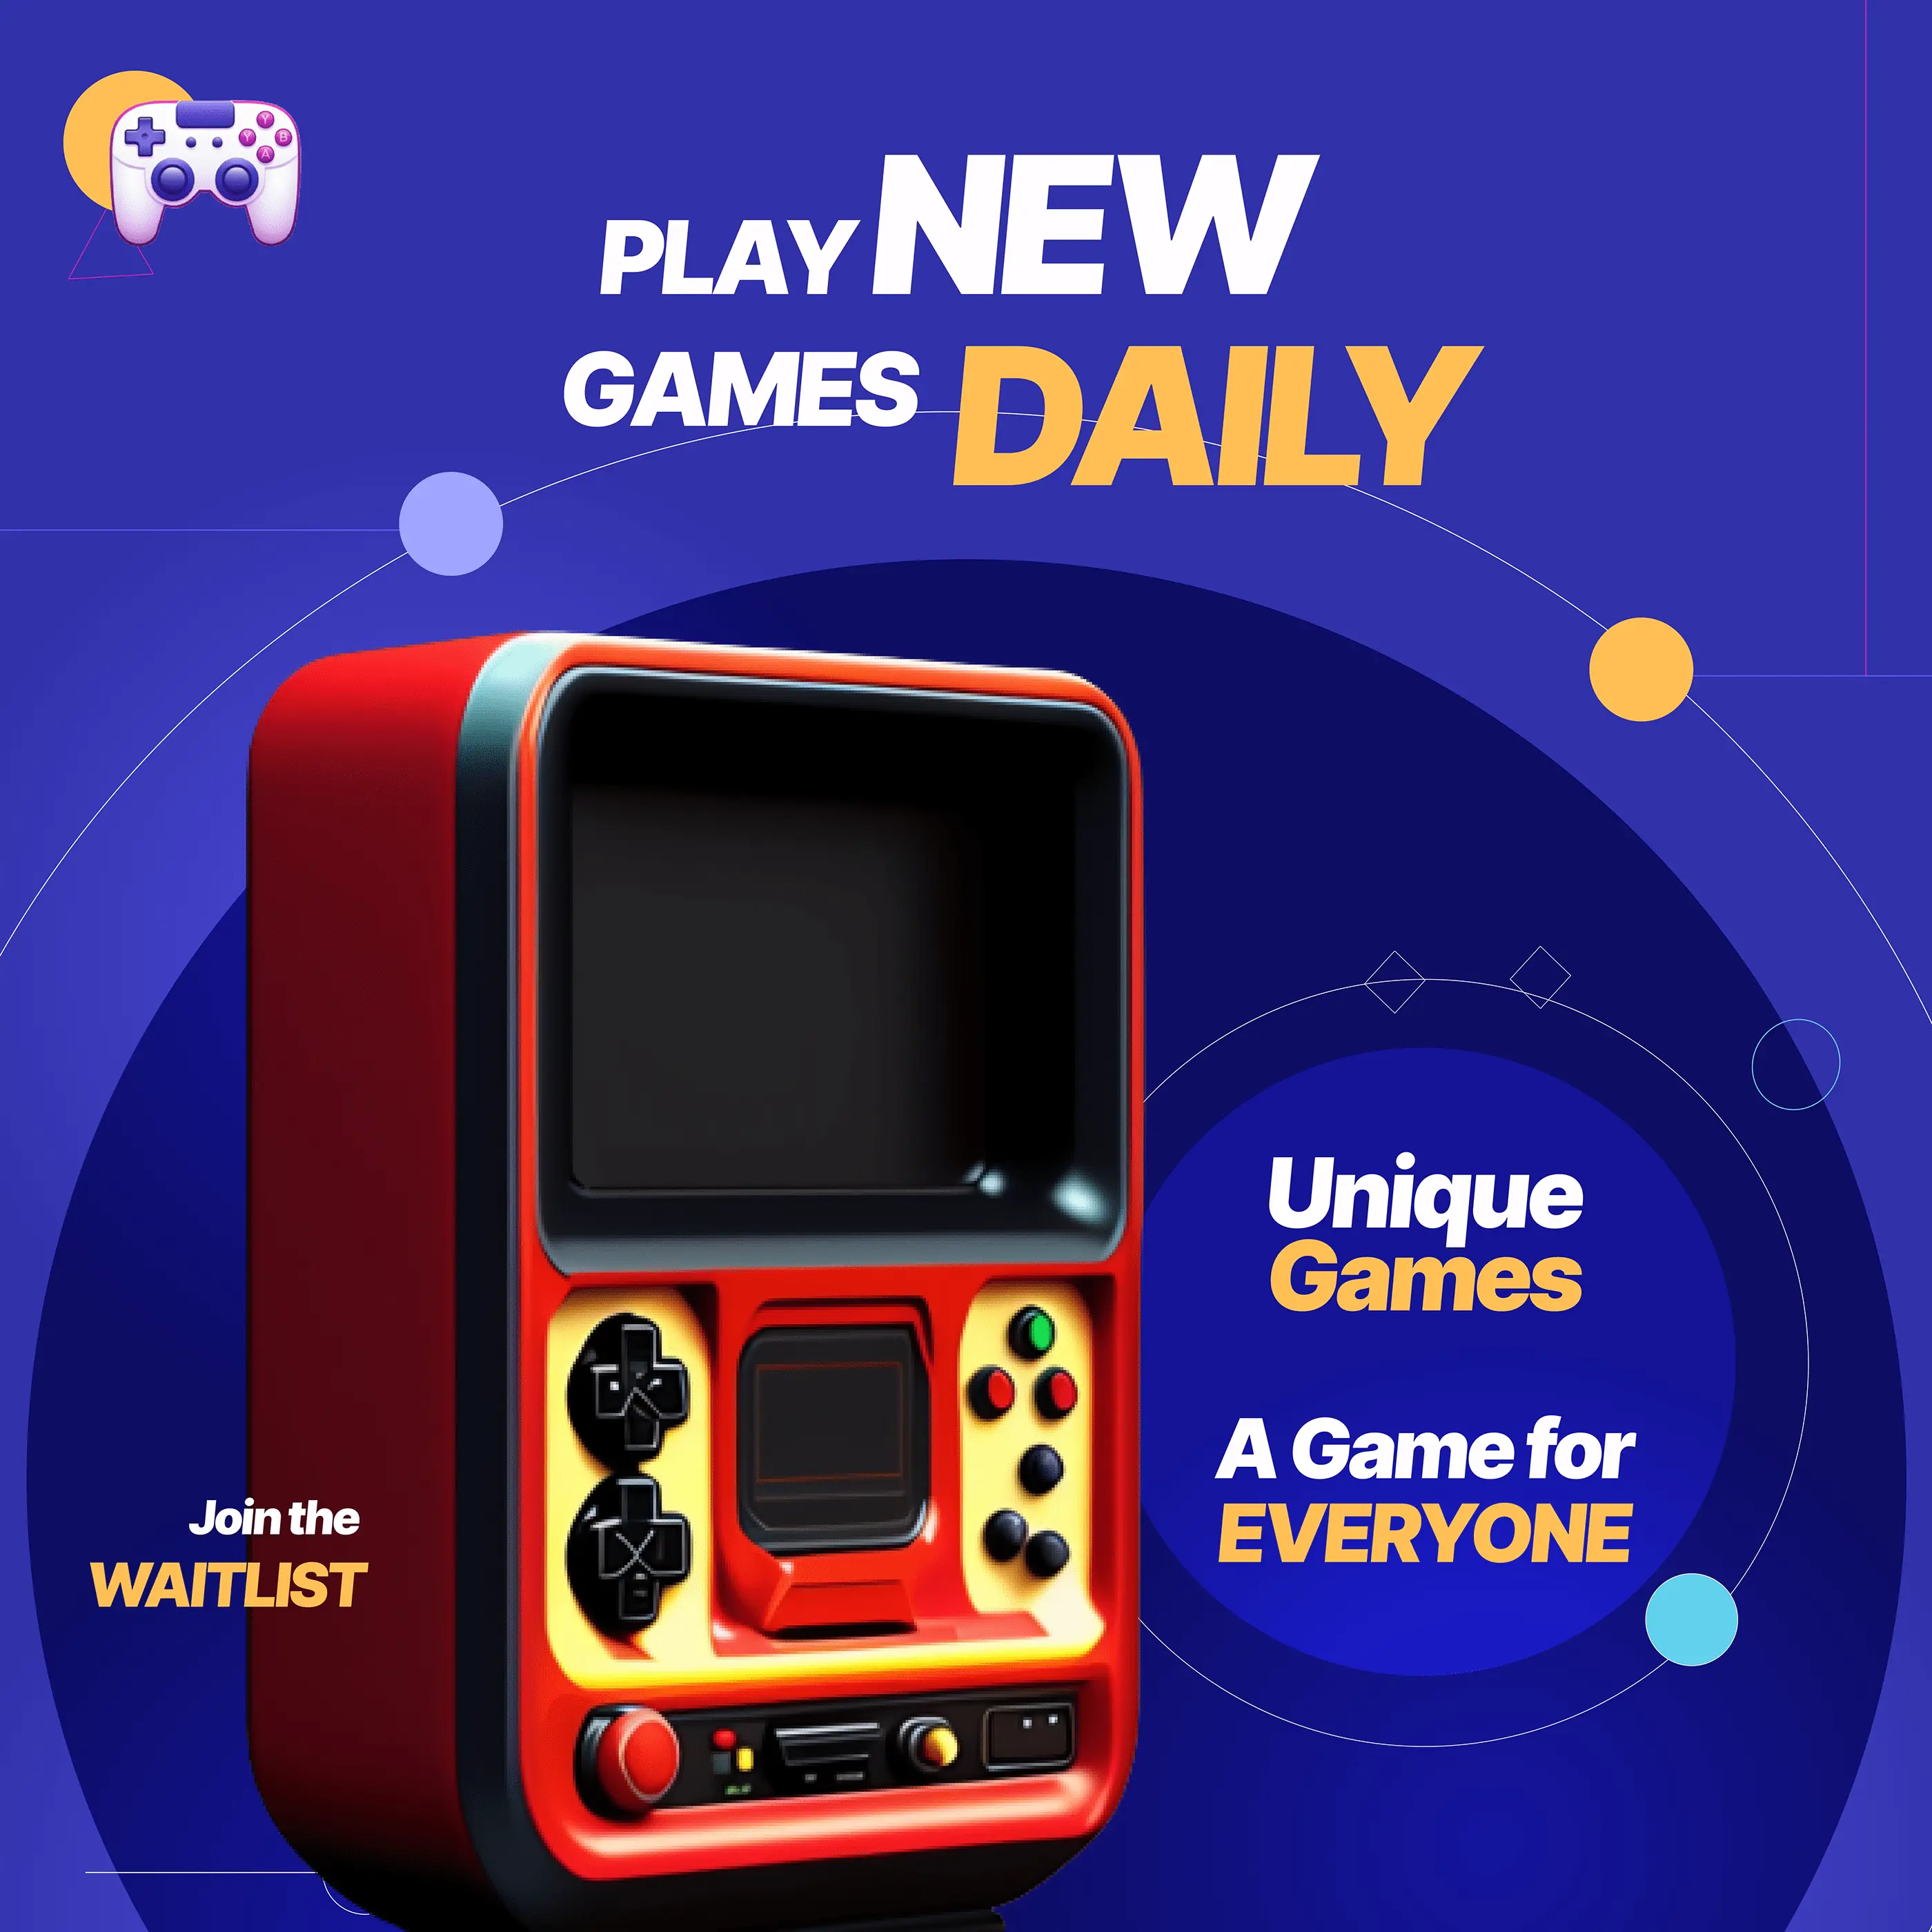 PLAY NEW
GAMES DAILY
Y
Y B
A
Unique
Games
A Game for
EVERYONE
Join the
WAITLIST